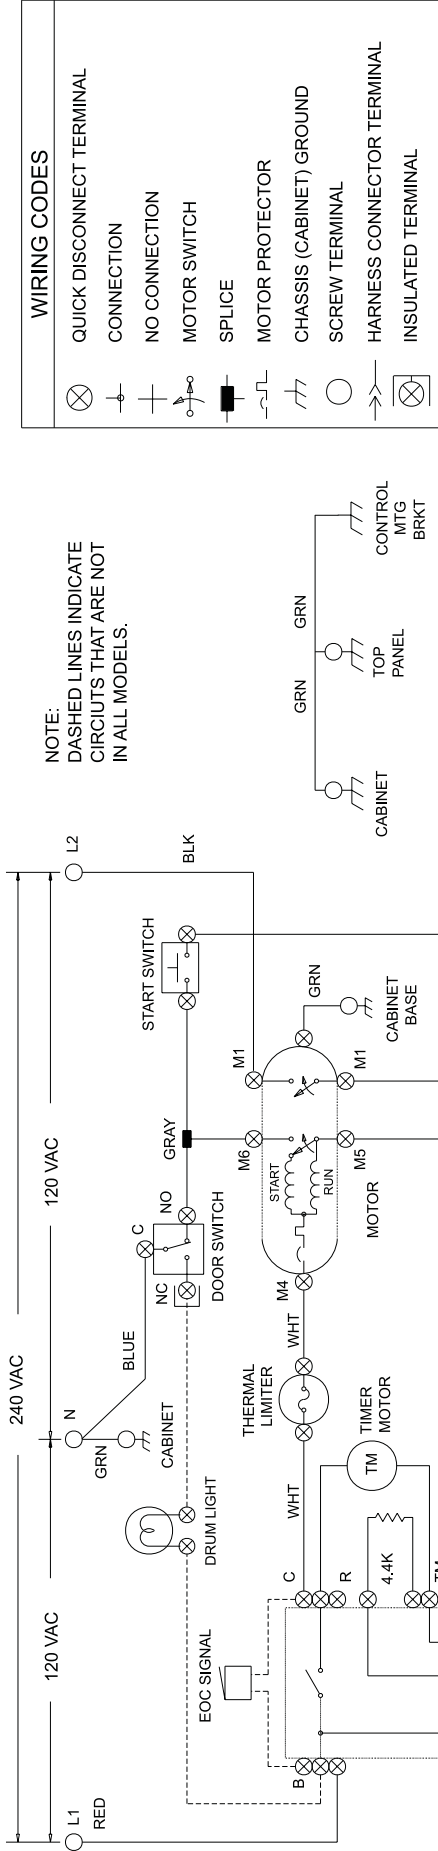 WIRING CODES
QUICK DISCONNECT TERMINAL
CONNECTION
NO CONNECTION
MOTOR SWITCH
SPLICE
MOTOR PROTECTOR
CHASSIS (CABINET) GROUND
SCREW TERMINAL
HARNESS CONNECTOR TERMINAL
INSULATED TERMINAL
NOTE:
DASHED LINES INDICATE
CIRCIUTS THAT ARE NOT
IN ALL MODELS.
GRN
GRN
CABINET
TOP
PANEL
CONTROL
MTG
BRKT
240 VAC
120 VAC
120 VAC
L1
RED
N
GRN
CABINET
BLUE
L2
BLK
DRUM LIGHT
C
NC
NO
DOOR SWITCH
GRAY
START SWITCH
EOC SIGNAL
THERMAL
LIMITER
WHT
WHT
M4
M6
M1
START
RUN
M5
M1
MOTOR
GRN
CABINET
BASE
B
C
R
TM
TIMER
MOTOR
4.4K
TM